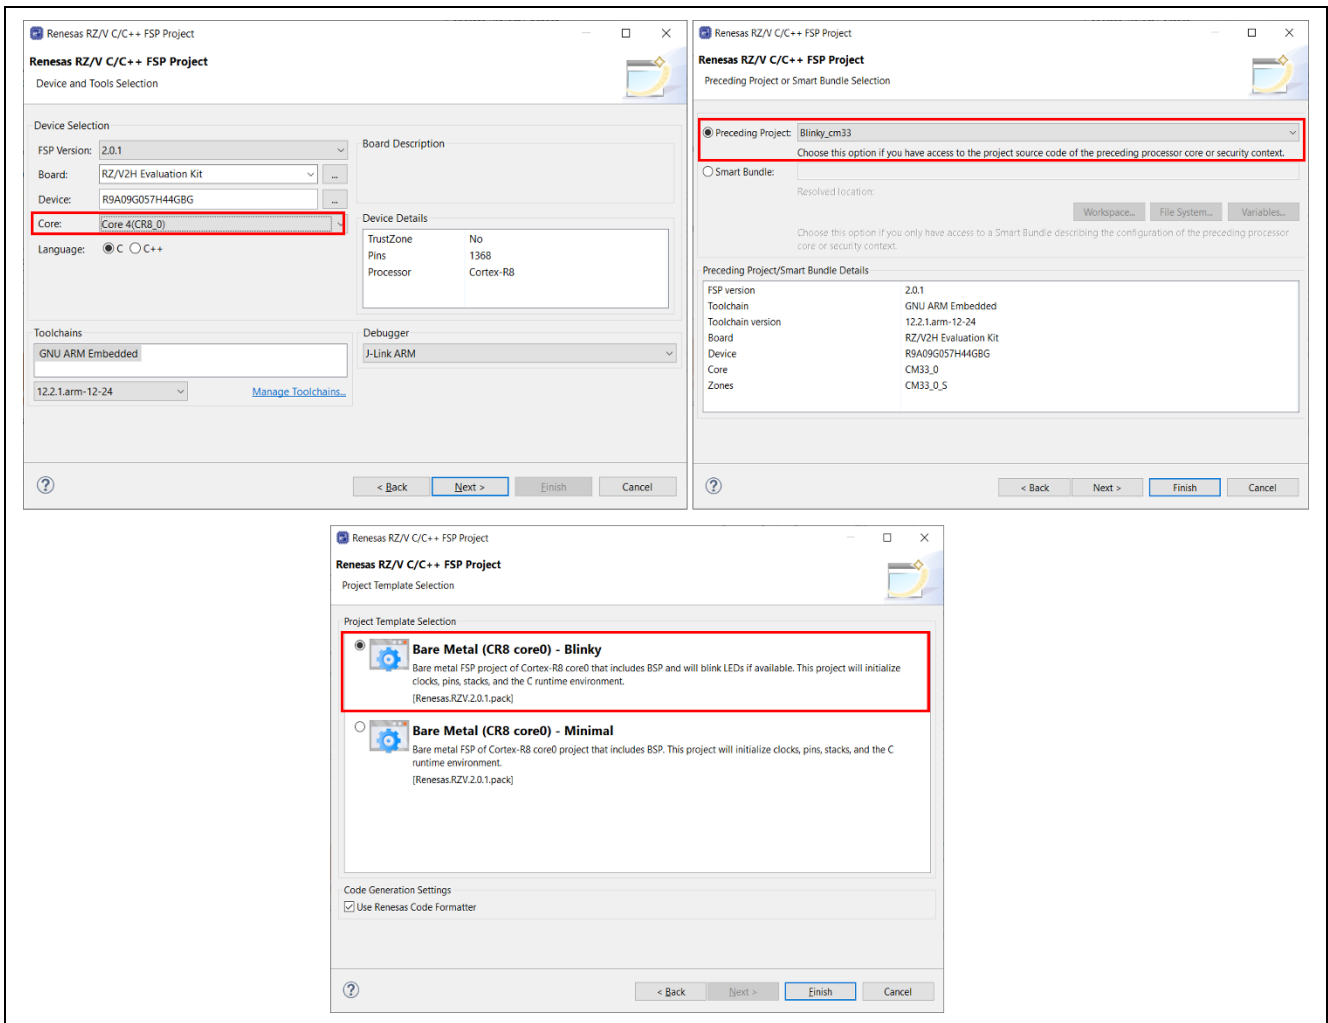 Renesas RZ/V C/C++ FSP Project
Renesas RZ/V C/C++ FSP Project
Device and Tools Selection
Device Selection
FSP Version: 2.0.1
Board: RZ/V2H Evaluation Kit ...
Device: R9A09G057H44GBG ...
Core: Core 4(CR8_0)
Language: C C++
Board Description
Device Details
TrustZone No
Pins 1368
Processor Cortex-R8
Toolchains
GNU ARM Embedded
12.2.1.arm-12-24 Manage Toolchains...
Debugger
J-Link ARM
< Back Next > Finish Cancel
Renesas RZ/V C/C++ FSP Project
Renesas RZ/V C/C++ FSP Project
Preceding Project or Smart Bundle Selection
Preceding Project: Blinky_cm33
Choose this option if you have access to the project source code of the preceding processor core or security context.
Smart Bundle:
Resolved location:
Workspace... File System... Variables...
Choose this option if you only have access to a Smart Bundle describing the configuration of the preceding processor
core or security context.
Preceding Project/Smart Bundle Details
FSP version 2.0.1
Toolchain GNU ARM Embedded
Toolchain version 12.2.1.arm-12-24
Board RZ/V2H Evaluation Kit
Device R9A09G057H44GBG
Core CM33_0
Zones CM33_0_S
< Back Next > Finish Cancel
Renesas RZ/V C/C++ FSP Project
Renesas RZ/V C/C++ FSP Project
Project Template Selection
Project Template Selection
Bare Metal (CR8 core0) - Blinky
Bare metal FSP project of Cortex-R8 core0 that includes BSP and will blink LEDs if available. This project will initialize
clocks, pins, stacks, and the C runtime environment.
[Renesas.RZV.2.0.1.pack]
Bare Metal (CR8 core0) - Minimal
Bare metal FSP of Cortex-R8 core0 project that includes BSP. This project will initialize clocks, pins, stacks, and the C
runtime environment.
[Renesas.RZV.2.0.1.pack]
Code Generation Settings
Use Renesas Code Formatter
< Back Next > Finish Cancel